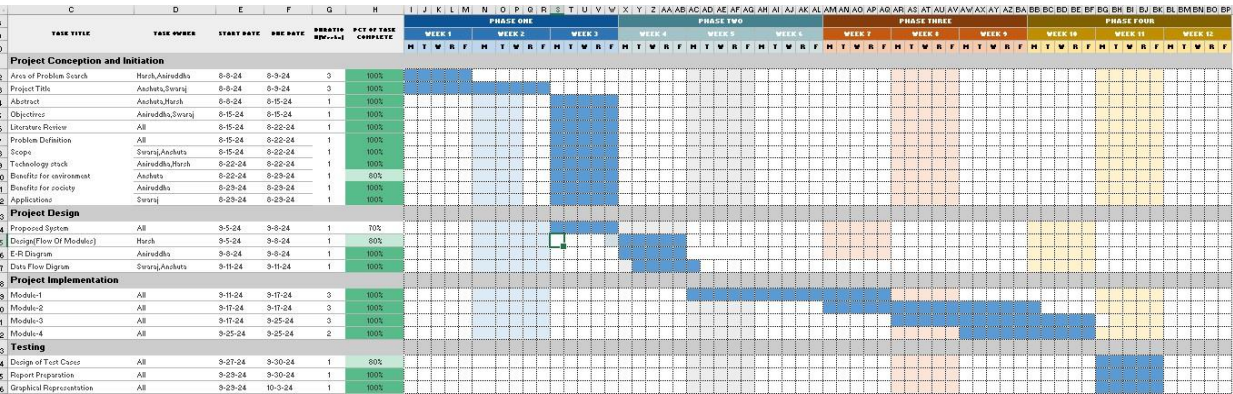 C D E F G H I J K L M N O P Q R S T U V W X Y Z AA AB AC AD AE AF AG AH AI AJ AK AL AM AN AO AP AQ AR AS AT AU AV AW AX AY AZ BA BB BC BD BE BF BG BH BI BJ BK BL BM BN BO BP
PHASE ONE PHASE TWO PHASE THREE PHASE FOUR
TASK TITLE TASK OWNER START DATE DUE DATE PCT OF TASK COMPLETE WEEK 1 WEEK 2 WEEK 3 WEEK 4 WEEK 5 WEEK 6 WEEK 7 WEEK 8 WEEK 9 WEEK 10 WEEK 11 WEEK 12
M T W R F M T W R F M T W R F M T W R F M T W R F M T W R F M T W R F M T W R F M T W R F M T W R F M T W R F M T W R F
Project Conception and Initiation
Area of Problem Search Harsh,Aniruddha 8-8-24 8-9-24 3 100%
Project Title Anshuta,Swaraj 8-8-24 8-9-24 3 100%
Abstract Anshuta,Harsh 8-8-24 8-15-24 1 100%
Objectives Aniruddha,Swaraj 8-15-24 8-15-24 1 100%
Literature Review All 8-15-24 8-22-24 1 100%
Problem Definition All 8-15-24 8-22-24 1 100%
Scope Swaraj,Anshuta 8-15-24 8-22-24 1 100%
Technology stack Aniruddha,Harsh 8-22-24 8-22-24 1 100%
Benefits for environment Anshuta 8-22-24 8-29-24 1 80%
Benefits for society Aniruddha 8-29-24 8-29-24 1 100%
Applications Swaraj 8-29-24 8-29-24 1 100%
Project Design
Proposed System All 9-5-24 9-8-24 1 70%
Design(Flow Of Modules) Harsh 9-5-24 9-8-24 1 80%
E-R Diagram Aniruddha 9-8-24 9-8-24 1 100%
Data Flow Digram Swaraj,Anshuta 9-11-24 9-11-24 1 100%
Project Implementation
Module-1 All 9-11-24 9-17-24 3 100%
Module-2 All 9-17-24 9-17-24 3 100%
Module-3 All 9-17-24 9-25-24 3 100%
Module-4 All 9-25-24 9-25-24 2 100%
Testing
Design of Test Cases All 9-27-24 9-30-24 1 80%
Report Preparation All 9-29-24 9-30-24 1 100%
Graphical Representation All 9-29-24 10-3-24 1 100%